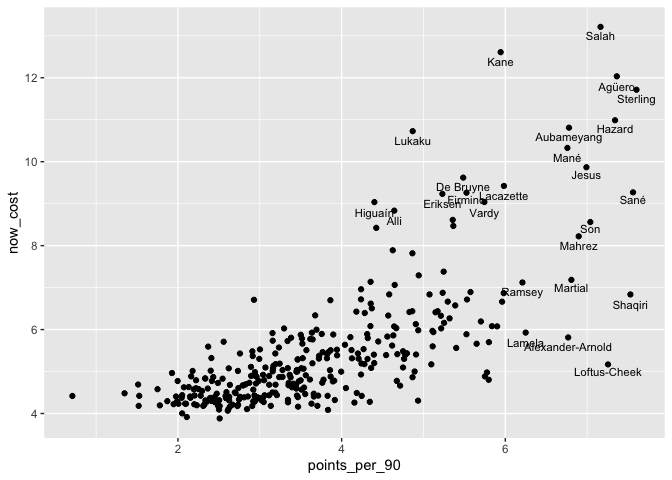 Salah
Kane
12
Agüero
Sterling
Hazard
Aubameyang
Lukaku
10
Mané
Jesus
De Bruyne
Lacazette
Sané
Eriksen
Firmino
Higuaín
Vardy
Alli
Son
Mahrez
8
now_cost
Ramsey
Martial
Shaqiri
6
Lamela
Alexander-Arnold
Loftus-Cheek
4
2
4
6
points_per_90